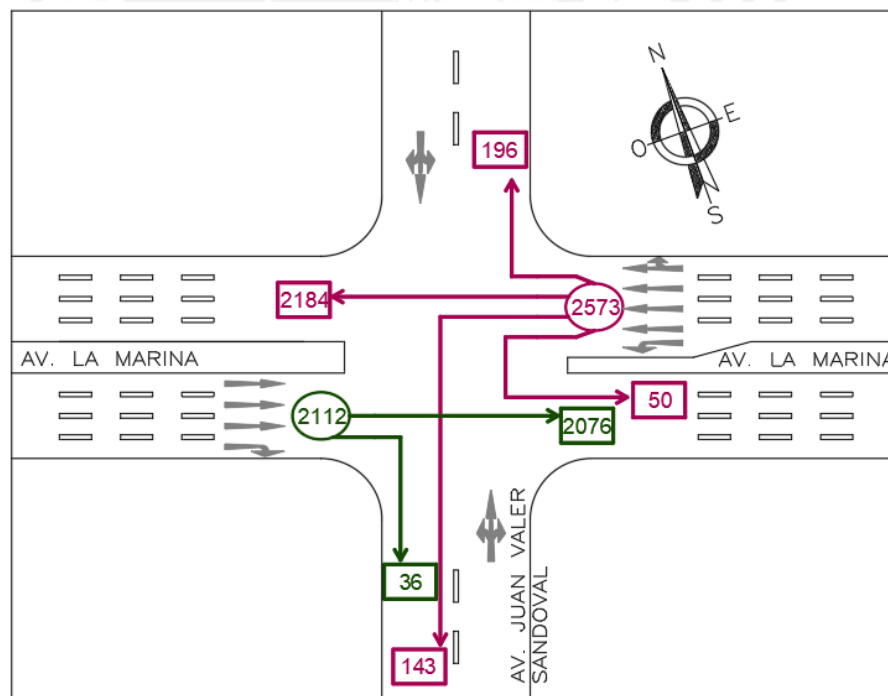 N
196
E
O
S
2184
2573
AV. LA MARINA
AV. LA MARINA
50
2112
2076
36
143
AV. JUAN VALER
SANDOVAL